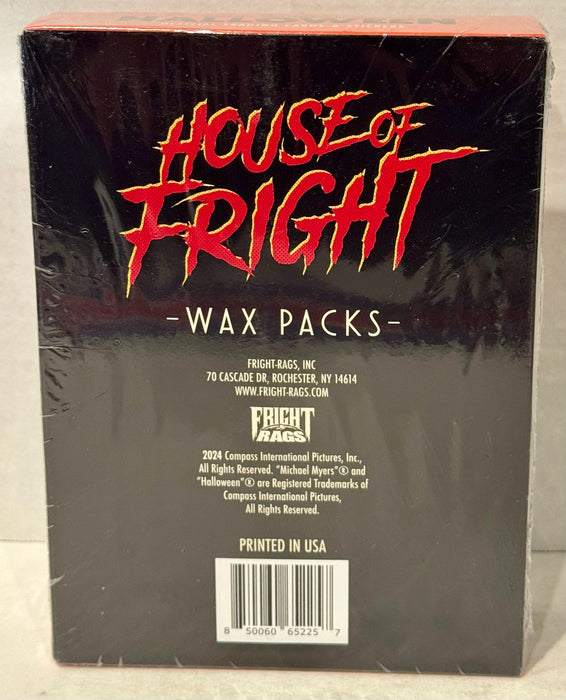 HOUSE OF
FRIGHT
-WAX PACKS-
FRIGHT-RAGS, INC
70 CASCADE DR, ROCHESTER, NY 14614
WWW.FRIGHT-RAGS.COM
FRIGHT
RAGS
2024 Compass International Pictures, Inc.,
All Rights Reserved. “Michael Myers”® and
“Halloween”® are Registered Trademarks of
Compass International Pictures,
All Rights Reserved.
PRINTED IN USA
8 50060 65225 7